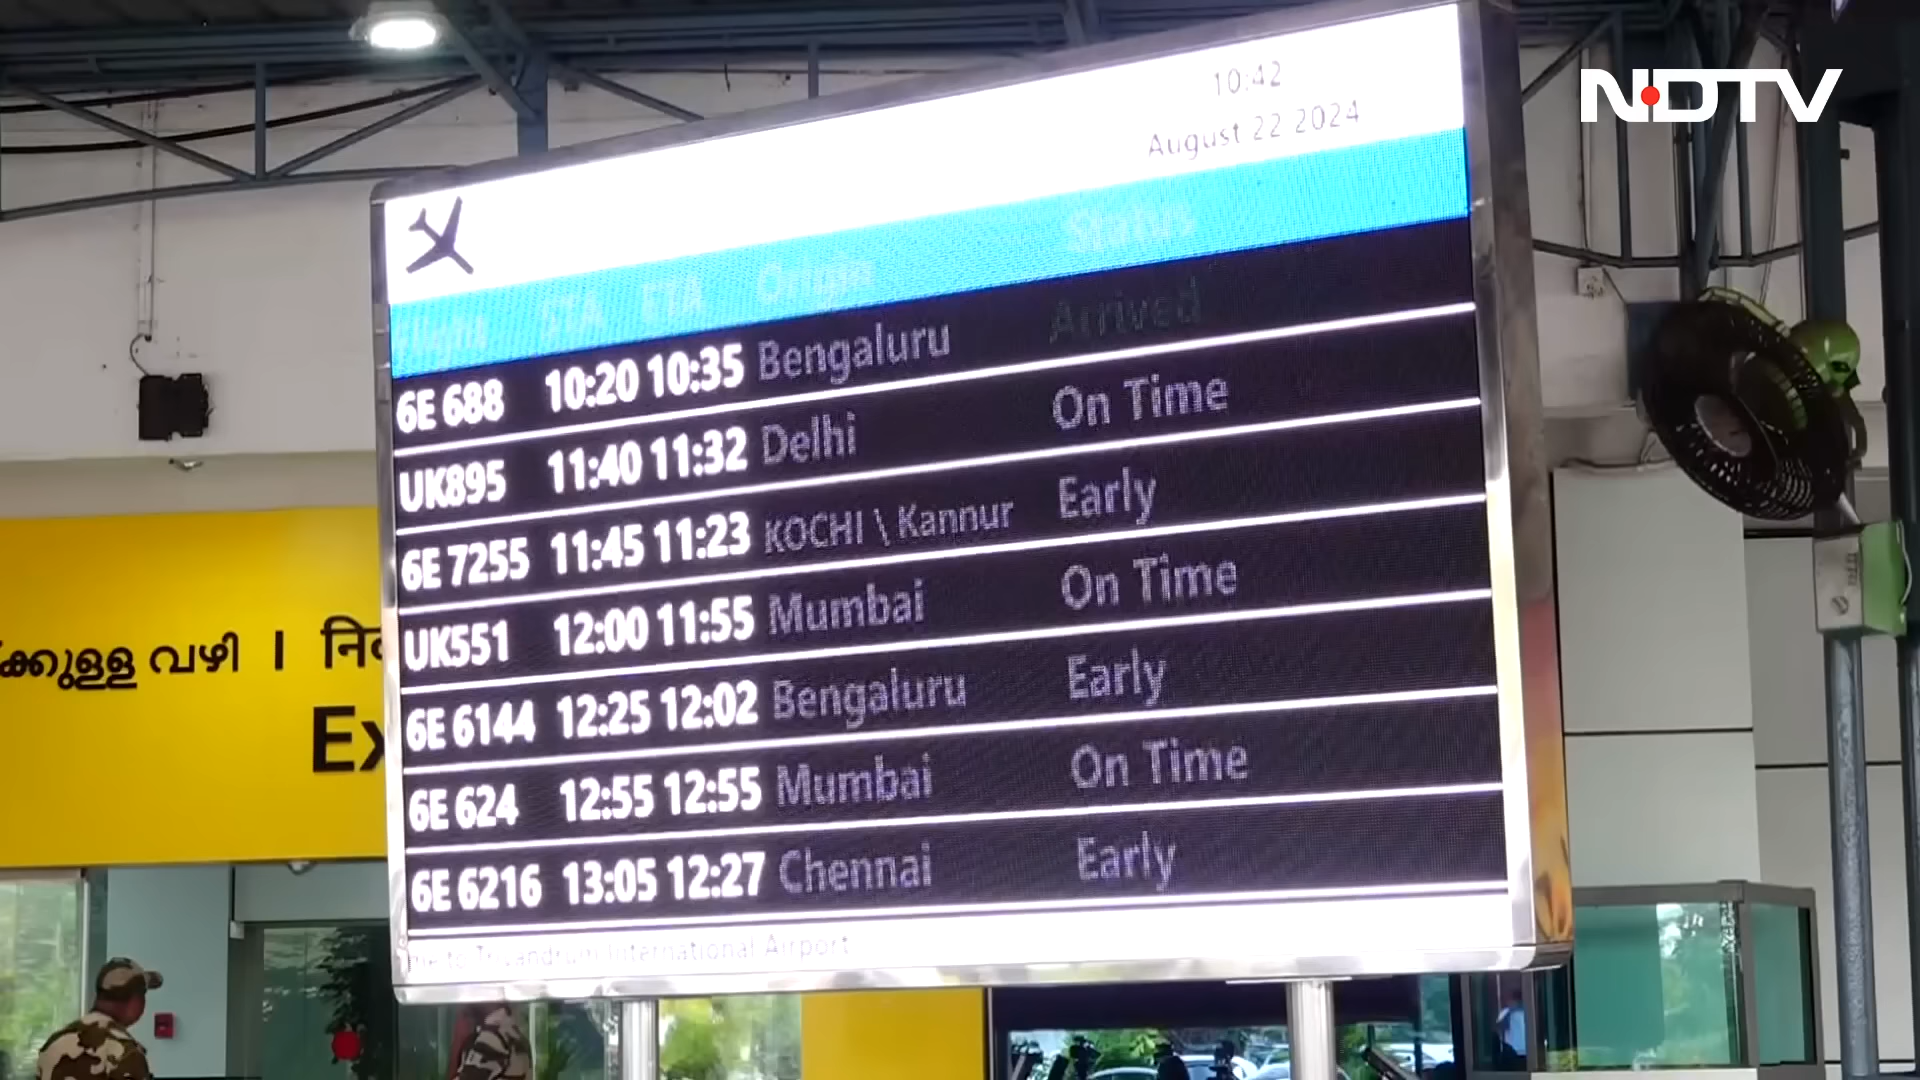 NDTV
10:42
August 22 2024
Flight STA ETA Origin Status
6E 688 10:20 10:35 Bengaluru Arrived
UK895 11:40 11:32 Delhi On Time
6E 7255 11:45 11:23 KOCHI \ Kannur Early
UK551 12:00 11:55 Mumbai On Time
6E 6144 12:25 12:02 Bengaluru Early
6E 624 12:55 12:55 Mumbai On Time
6E 6216 13:05 12:27 Chennai Early
me to Trivandrum International Airport
ക്കുള്ള വഴി I नि
Ex